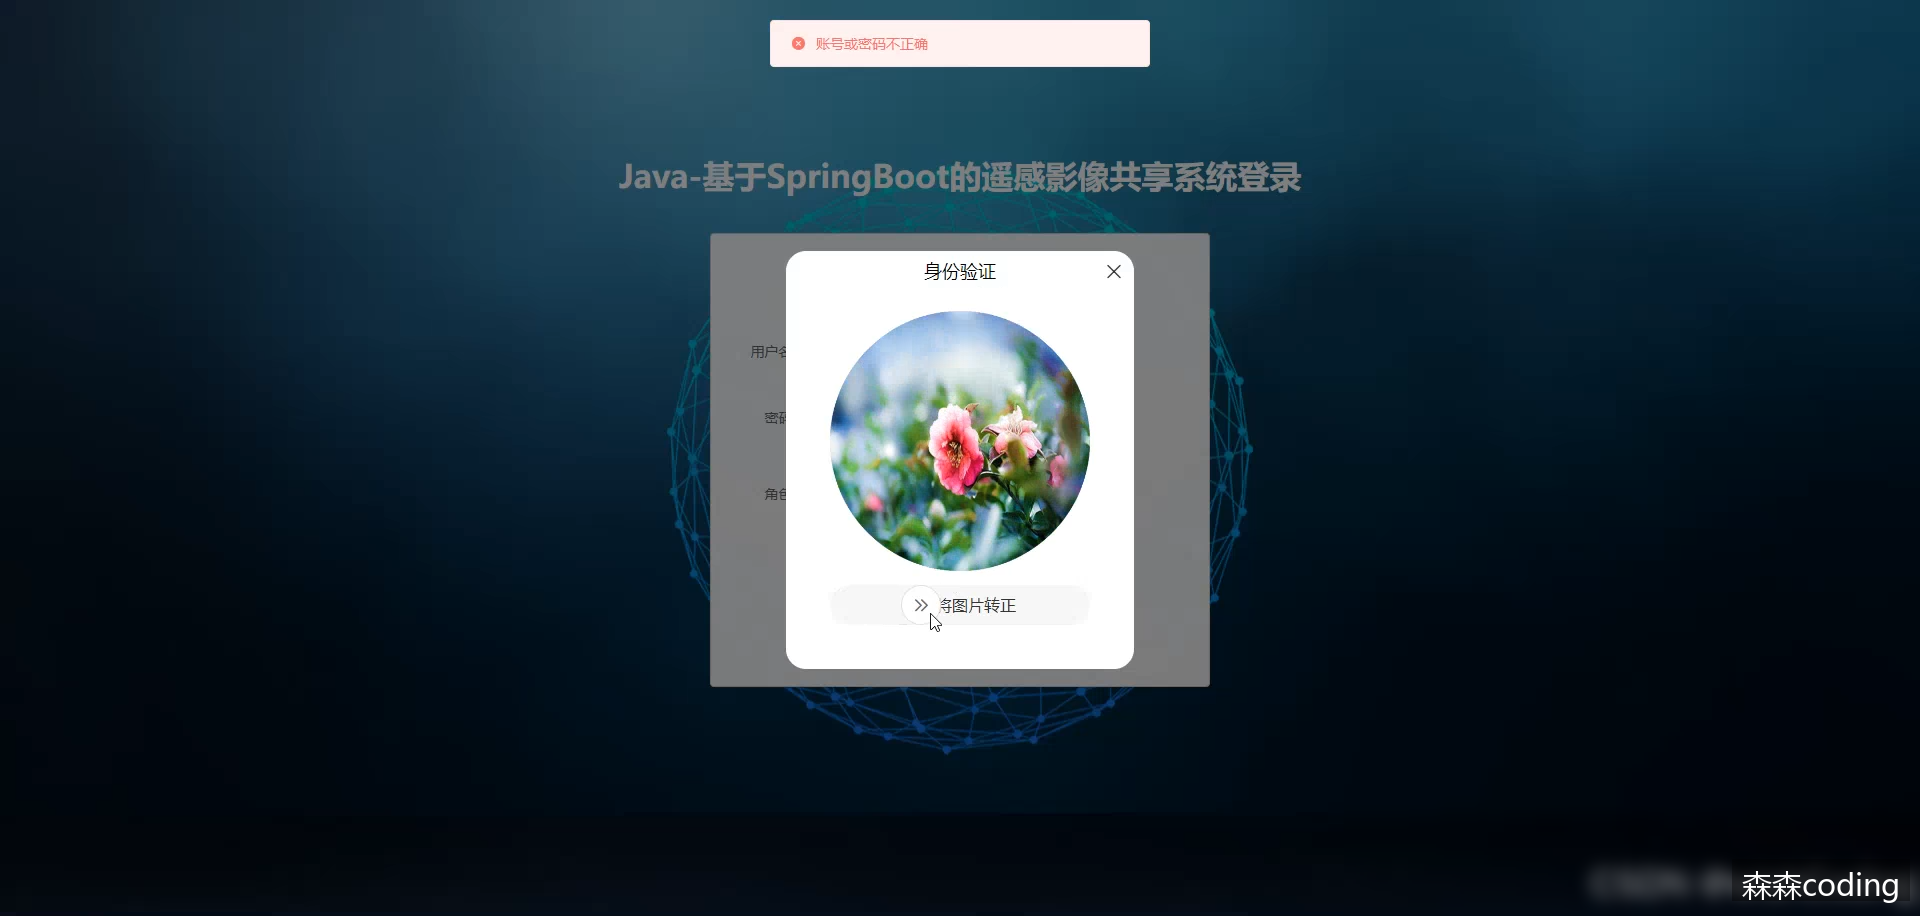 账号或密码不正确
Java-基于SpringBoot的遥感影像共享系统登录
身份验证
用户名
密码
角色
将图片转正
森森coding